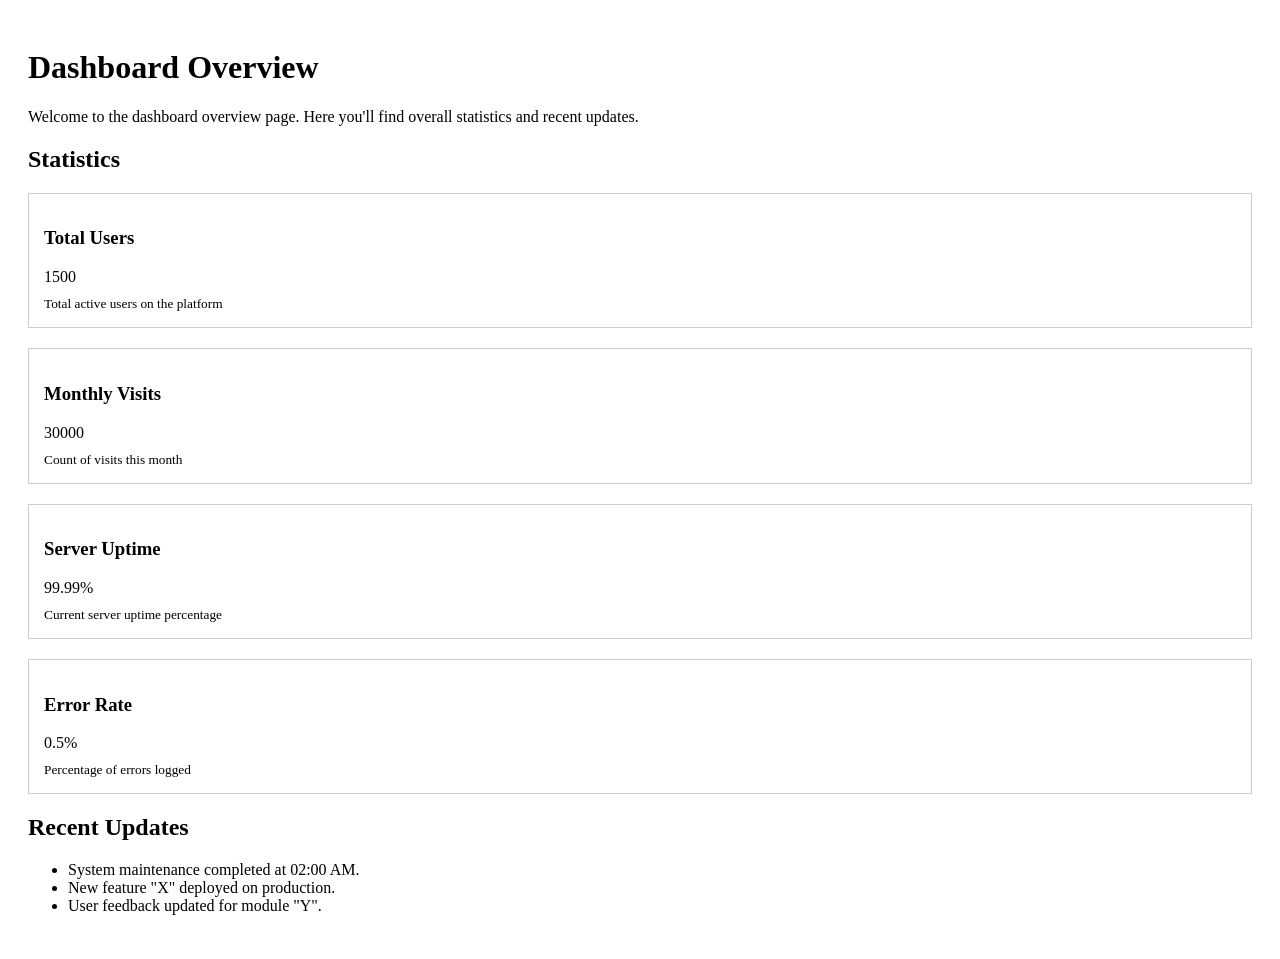 Dashboard Overview
Welcome to the dashboard overview page. Here you'll find overall statistics and recent updates.
Statistics
Total Users
1500
Total active users on the platform
Monthly Visits
30000
Count of visits this month
Server Uptime
99.99%
Current server uptime percentage
Error Rate
0.5%
Percentage of errors logged
Recent Updates
• System maintenance completed at 02:00 AM.
• New feature "X" deployed on production.
• User feedback updated for module "Y".